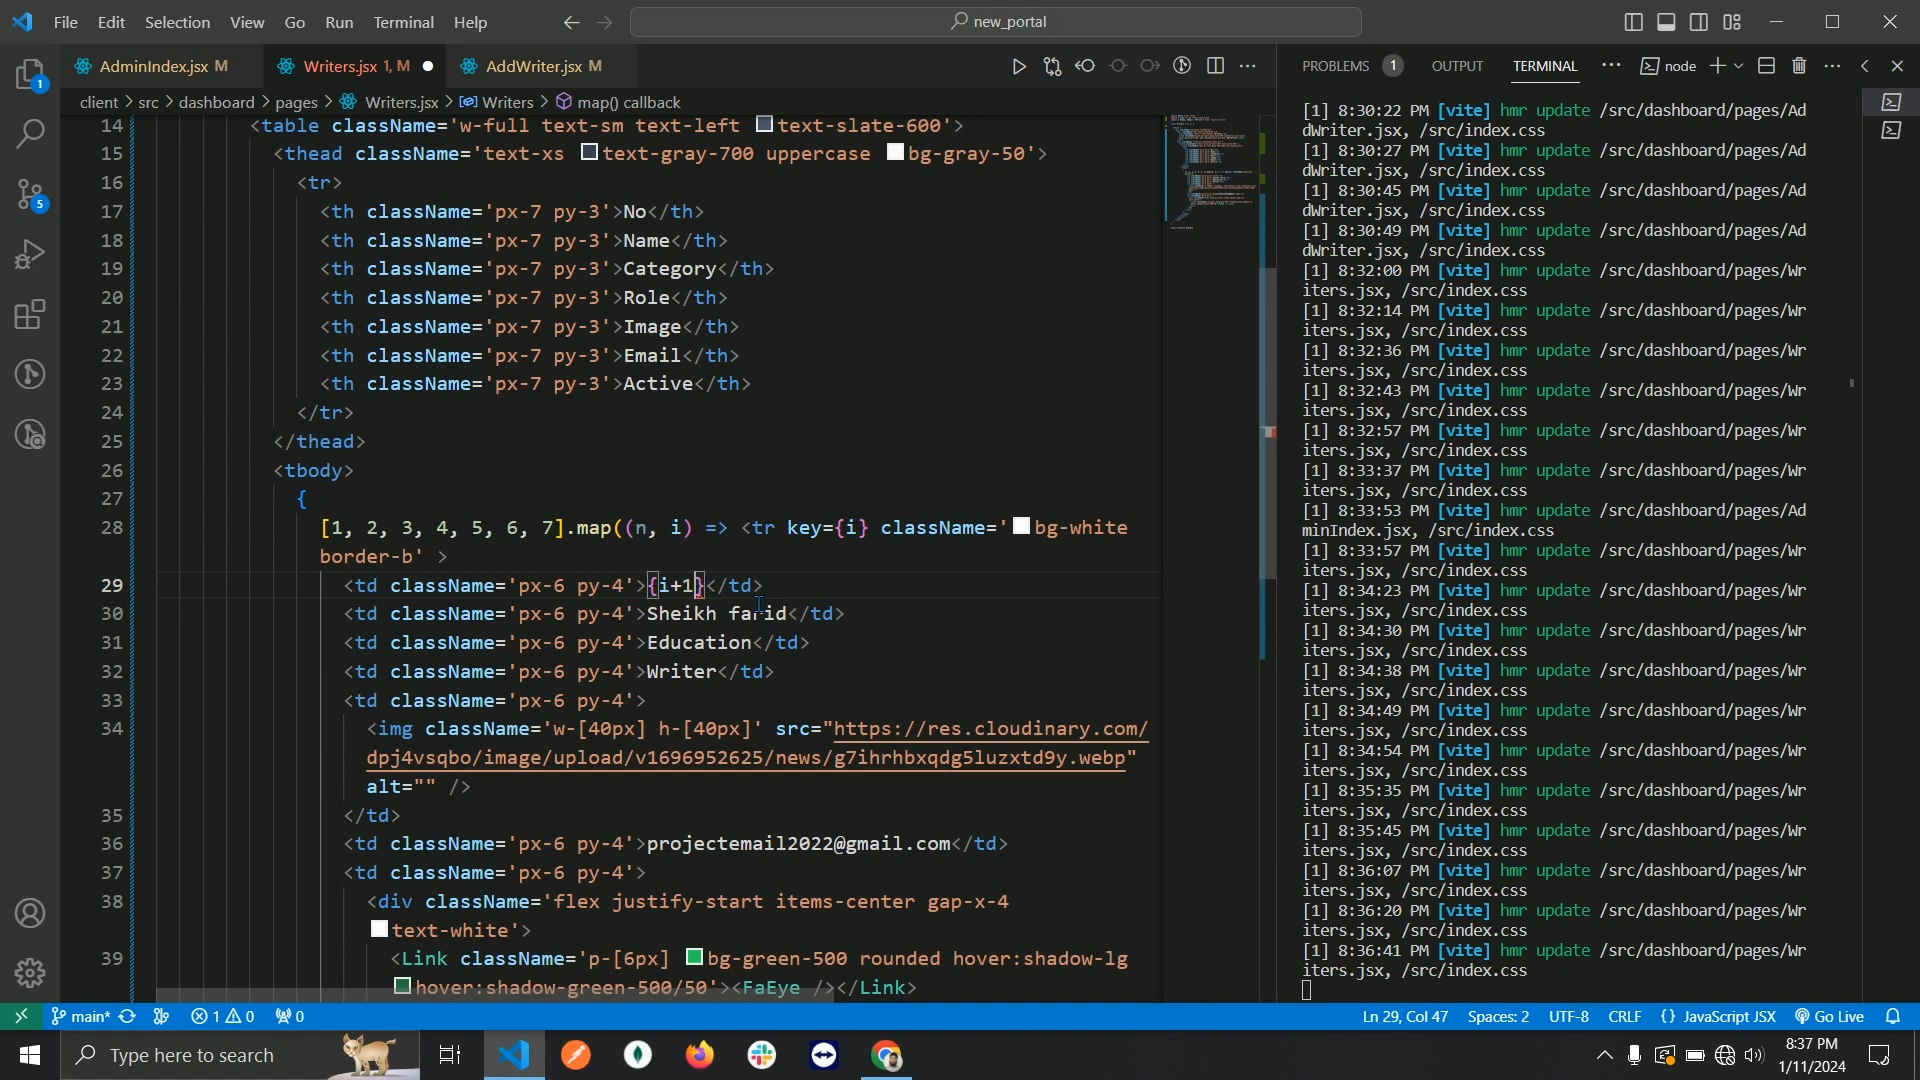 File Edit Selection View Go Run Terminal Help
new_portal
AdminIndex.jsx M
Writers.jsx 1, M
AddWriter.jsx M
client > src > dashboard > pages > Writers.jsx > Writers > map() callback
14 <table className='w-full text-sm text-left text-slate-600'>
15 <thead className='text-xs text-gray-700 uppercase bg-gray-50'>
16 <tr>
17 <th className='px-7 py-3'>No</th>
18 <th className='px-7 py-3'>Name</th>
19 <th className='px-7 py-3'>Category</th>
20 <th className='px-7 py-3'>Role</th>
21 <th className='px-7 py-3'>Image</th>
22 <th className='px-7 py-3'>Email</th>
23 <th className='px-7 py-3'>Active</th>
24 </tr>
25 </thead>
26 <tbody>
27 {
28 [1, 2, 3, 4, 5, 6, 7].map((n, i) => <tr key={i} className='bg-white
border-b' >
29 <td className='px-6 py-4'>{i+1}</td>
30 <td className='px-6 py-4'>Sheikh farid</td>
31 <td className='px-6 py-4'>Education</td>
32 <td className='px-6 py-4'>Writer</td>
33 <td className='px-6 py-4'>
34 <img className='w-[40px] h-[40px]' src="https://res.cloudinary.com/
dpj4vsqbo/image/upload/v1696952625/news/g7ihrhbxqdg5luzxtd9y.webp"
alt="" />
35 </td>
36 <td className='px-6 py-4'>projectemail2022@gmail.com</td>
37 <td className='px-6 py-4'>
38 <div className='flex justify-start items-center gap-x-4
text-white'>
39 <Link className='p-[6px] bg-green-500 rounded hover:shadow-lg
hover:shadow-green-500/50'><FaEye /></Link>
PROBLEMS 1 OUTPUT TERMINAL node
[1] 8:30:22 PM [vite] hmr update /src/dashboard/pages/Ad
dWriter.jsx, /src/index.css
[1] 8:30:27 PM [vite] hmr update /src/dashboard/pages/Ad
dWriter.jsx, /src/index.css
[1] 8:30:45 PM [vite] hmr update /src/dashboard/pages/Ad
dWriter.jsx, /src/index.css
[1] 8:30:49 PM [vite] hmr update /src/dashboard/pages/Ad
dWriter.jsx, /src/index.css
[1] 8:32:00 PM [vite] hmr update /src/dashboard/pages/Wr
iters.jsx, /src/index.css
[1] 8:32:14 PM [vite] hmr update /src/dashboard/pages/Wr
iters.jsx, /src/index.css
[1] 8:32:36 PM [vite] hmr update /src/dashboard/pages/Wr
iters.jsx, /src/index.css
[1] 8:32:43 PM [vite] hmr update /src/dashboard/pages/Wr
iters.jsx, /src/index.css
[1] 8:32:57 PM [vite] hmr update /src/dashboard/pages/Wr
iters.jsx, /src/index.css
[1] 8:33:37 PM [vite] hmr update /src/dashboard/pages/Wr
iters.jsx, /src/index.css
[1] 8:33:53 PM [vite] hmr update /src/dashboard/pages/Ad
minIndex.jsx, /src/index.css
[1] 8:33:57 PM [vite] hmr update /src/dashboard/pages/Wr
iters.jsx, /src/index.css
[1] 8:34:23 PM [vite] hmr update /src/dashboard/pages/Wr
iters.jsx, /src/index.css
[1] 8:34:30 PM [vite] hmr update /src/dashboard/pages/Wr
iters.jsx, /src/index.css
[1] 8:34:38 PM [vite] hmr update /src/dashboard/pages/Wr
iters.jsx, /src/index.css
[1] 8:34:49 PM [vite] hmr update /src/dashboard/pages/Wr
iters.jsx, /src/index.css
[1] 8:34:54 PM [vite] hmr update /src/dashboard/pages/Wr
iters.jsx, /src/index.css
[1] 8:35:35 PM [vite] hmr update /src/dashboard/pages/Wr
iters.jsx, /src/index.css
[1] 8:35:45 PM [vite] hmr update /src/dashboard/pages/Wr
iters.jsx, /src/index.css
[1] 8:36:07 PM [vite] hmr update /src/dashboard/pages/Wr
iters.jsx, /src/index.css
[1] 8:36:20 PM [vite] hmr update /src/dashboard/pages/Wr
iters.jsx, /src/index.css
[1] 8:36:41 PM [vite] hmr update /src/dashboard/pages/Wr
iters.jsx, /src/index.css
1
5
main* 1 0 0
Ln 29, Col 47 Spaces: 2 UTF-8 CRLF {} JavaScript JSX Go Live
Type here to search
8:37 PM
1/11/2024